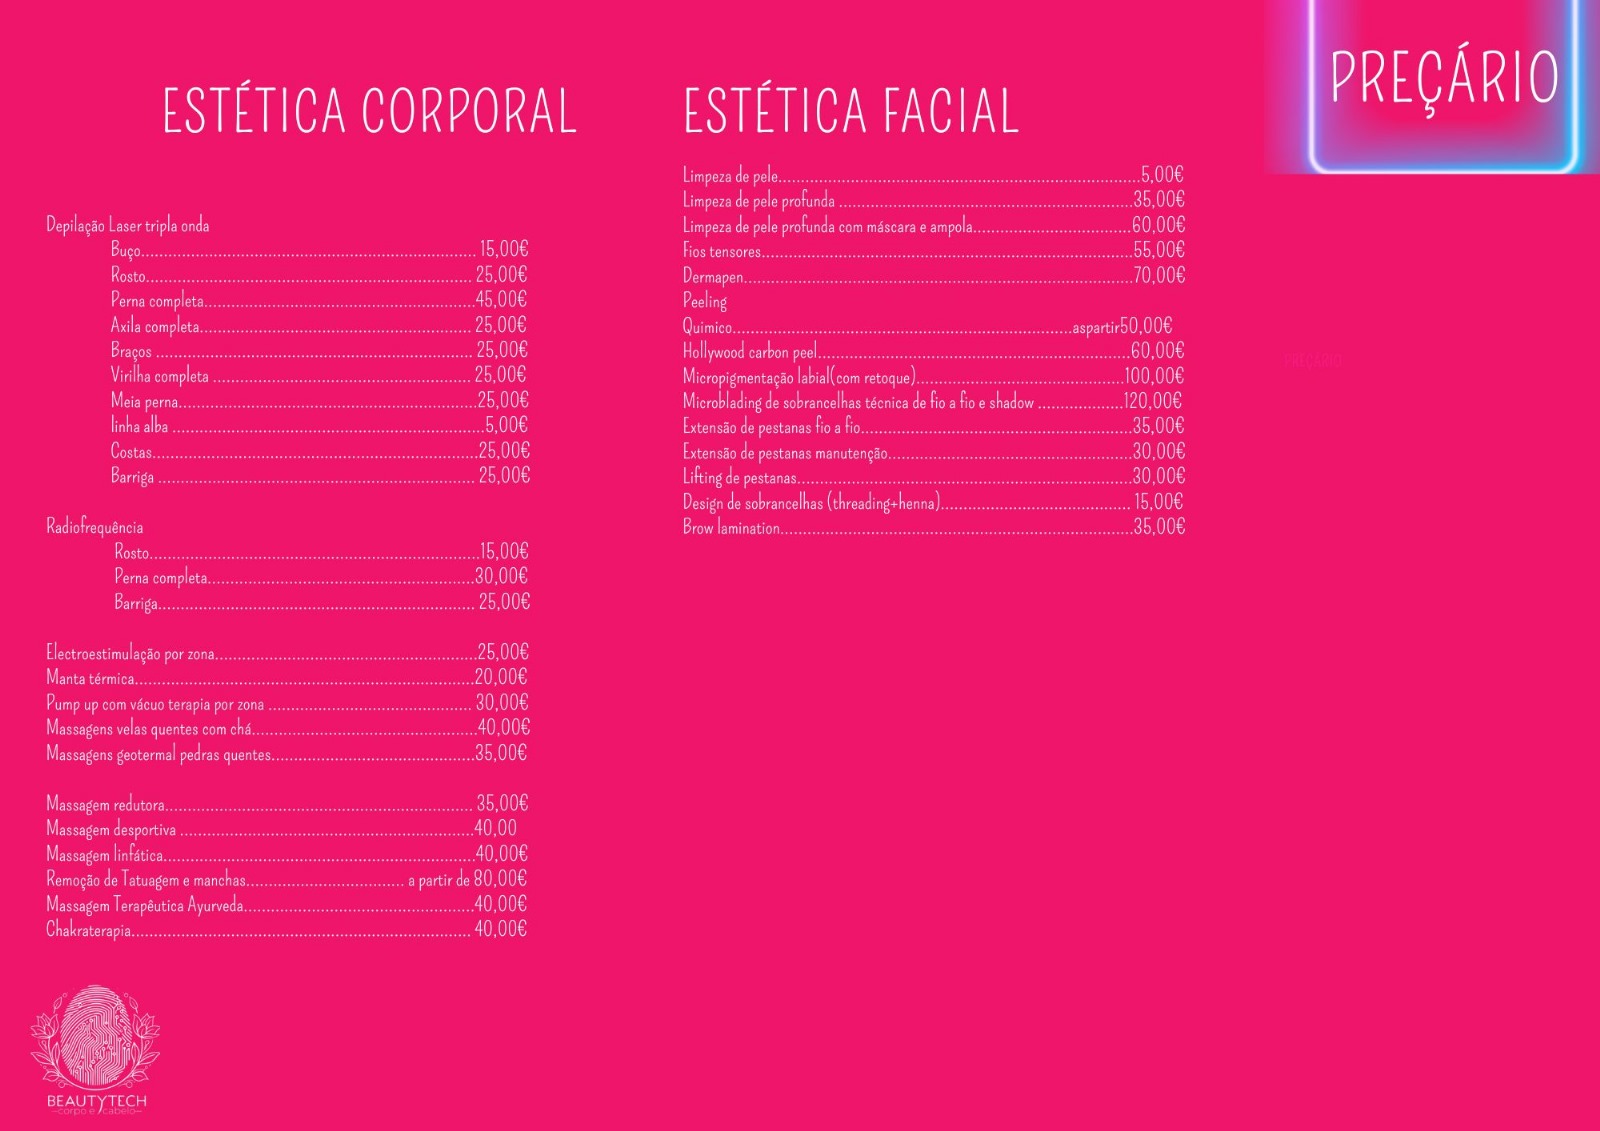 PREÇÁRIO
ESTÉTICA CORPORAL
Depilação Laser tripla onda
Buço.......................................................................... 15,00€
Rosto........................................................................ 25,00€
Perna completa............................................................45,00€
Axila completa............................................................ 25,00€
Braços ...................................................................... 25,00€
Virilha completa ......................................................... 25,00€
Meia perna..................................................................25,00€
linha alba .....................................................................5,00€
Costas........................................................................25,00€
Barriga ...................................................................... 25,00€
Radiofrequência
Rosto.........................................................................15,00€
Perna completa...........................................................30,00€
Barriga...................................................................... 25,00€
Electroestimulação por zona..........................................................25,00€
Manta térmica...........................................................................20,00€
Pump up com vácuo terapia por zona ............................................. 30,00€
Massagens velas quentes com chá..................................................40,00€
Massagens geotermal pedras quentes.............................................35,00€
Massagem redutora.................................................................... 35,00€
Massagem desportiva .................................................................40,00
Massagem linfática.....................................................................40,00€
Remoção de Tatuagem e manchas................................... a partir de 80,00€
Massagem Terapêutica Ayurveda...................................................40,00€
Chakraterapia........................................................................... 40,00€
ESTÉTICA FACIAL
Limpeza de pele................................................................................5,00€
Limpeza de pele profunda .................................................................35,00€
Limpeza de pele profunda com máscara e ampola...................................60,00€
Fios tensores..................................................................................55,00€
Dermapen......................................................................................70,00€
Peeling
Quimico...........................................................................aspartir50,00€
Hollywood carbon peel.....................................................................60,00€
Micropigmentação labial(com retoque)..............................................100,00€
Microblading de sobrancelhas técnica de fio a fio e shadow ...................120,00€
Extensão de pestanas fio a fio............................................................35,00€
Extensão de pestanas manutenção......................................................30,00€
Lifting de pestanas..........................................................................30,00€
Design de sobrancelhas (threading+henna).......................................... 15,00€
Brow lamination..............................................................................35,00€
PREÇÁRIO
BEAUTYTECH
corpo e cabelo